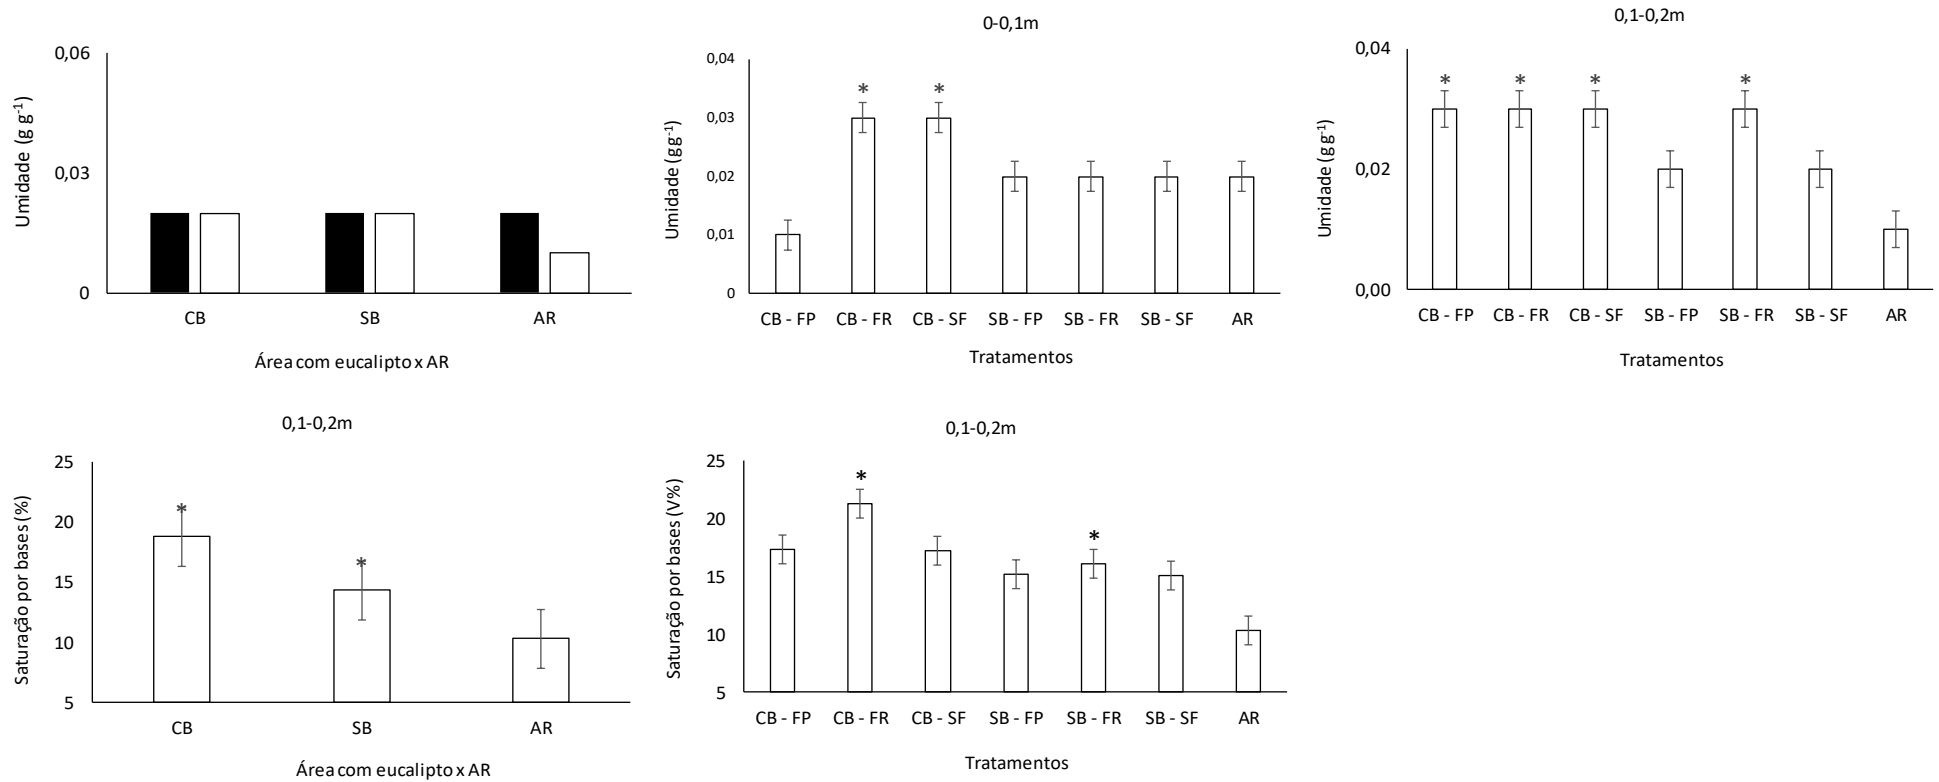 0,06
0,03
0
Umidade (g g-1)
CB SB AR
Área com eucalipto x AR
0-0,1m
0,04
0,03
0,02
0,01
0
Umidade (g g-1)
* *
CB - FP CB - FR CB - SF SB - FP SB - FR SB - SF AR
Tratamentos
0,1-0,2m
0,04
0,02
0,00
Umidade (g g-1)
* * * *
CB - FP CB - FR CB - SF SB - FP SB - FR SB - SF AR
Tratamentos
0,1-0,2m
25
20
15
10
5
Saturação por bases (%)
* *
CB SB AR
Área com eucalipto x AR
0,1-0,2m
25
20
15
10
5
Saturação por bases (V%)
* *
CB - FP CB - FR CB - SF SB - FP SB - FR SB - SF AR
Tratamentos